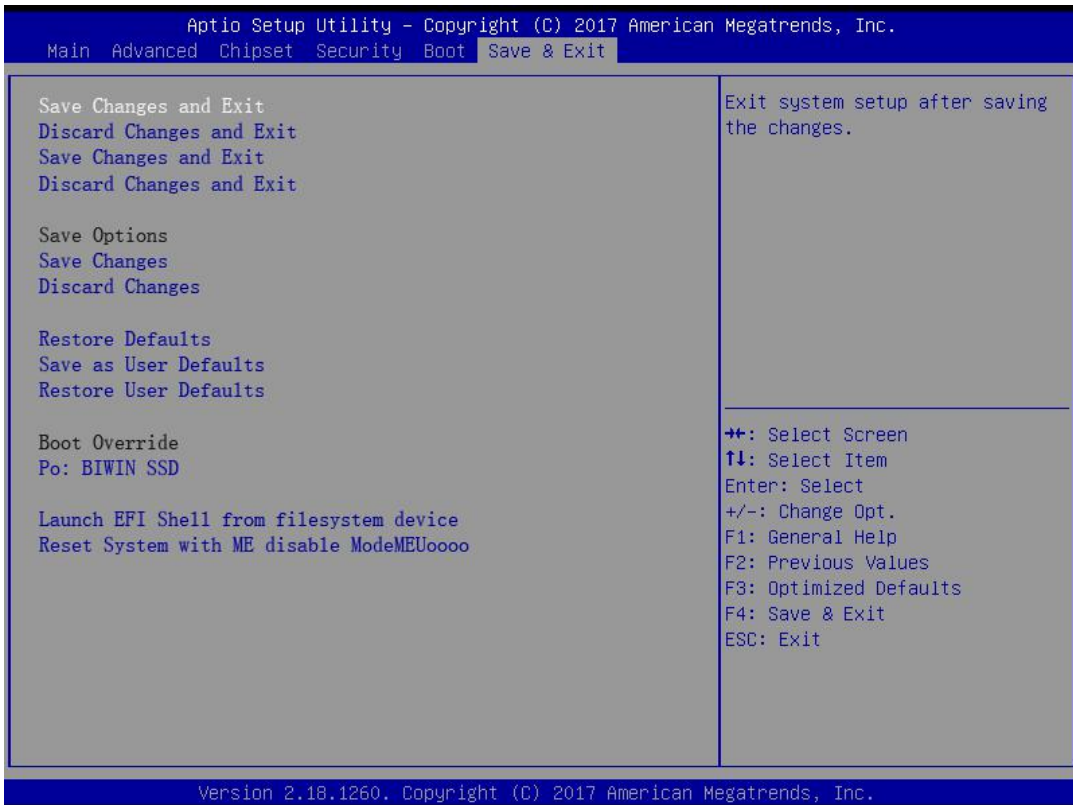 Aptio Setup Utility – Copyright (C) 2017 American Megatrends, Inc.
Main Advanced Chipset Security Boot Save & Exit
Save Changes and Exit
Discard Changes and Exit
Save Changes and Exit
Discard Changes and Exit
Save Options
Save Changes
Discard Changes
Restore Defaults
Save as User Defaults
Restore User Defaults
Boot Override
Po: BIWIN SSD
Launch EFI Shell from filesystem device
Reset System with ME disable ModeMEUoooo
Exit system setup after saving
the changes.
→←: Select Screen
↑↓: Select Item
Enter: Select
+/-: Change Opt.
F1: General Help
F2: Previous Values
F3: Optimized Defaults
F4: Save & Exit
ESC: Exit
Version 2.18.1260. Copyright (C) 2017 American Megatrends, Inc.